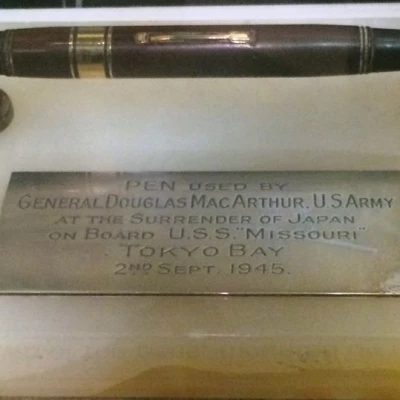 PEN USED BY
GENERAL DOUGLAS MACARTHUR, U.S ARMY
AT THE SURRENDER OF JAPAN
ON BOARD U.S.S. "MISSOURI"
TOKYO BAY
2ND SEPT. 1945.